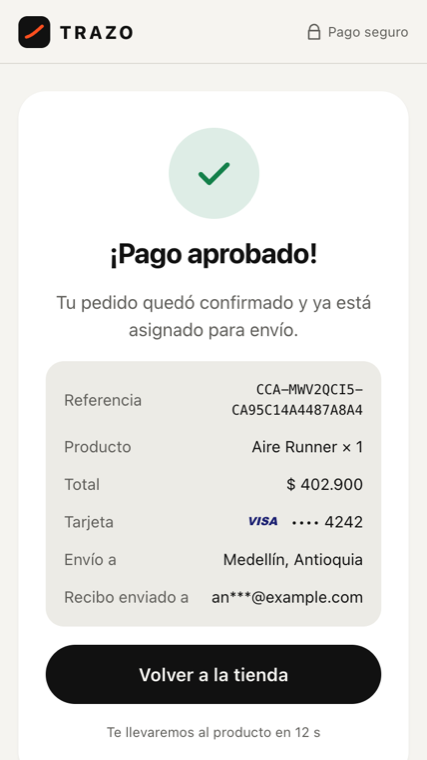 TRAZO
Pago seguro
¡Pago aprobado!
Tu pedido quedó confirmado y ya está
asignado para envío.
Referencia CCA–MWV2QCI5–
CA95C14A4487A8A4
Producto Aire Runner × 1
Total $ 402.900
Tarjeta VISA •••• 4242
Envío a Medellín, Antioquia
Recibo enviado a an***@example.com
Volver a la tienda
Te llevaremos al producto en 12 s